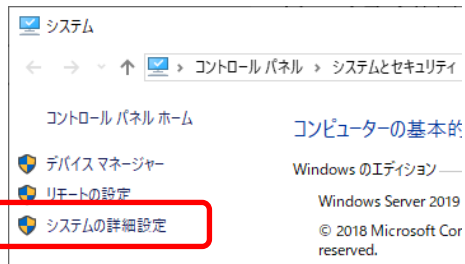 システム
コントロール パネル › システムとセキュリティ
コントロール パネル ホーム
コンピューターの基本的
デバイス マネージャー
Windows のエディション
リモートの設定
Windows Server 2019
システムの詳細設定
© 2018 Microsoft Cor
reserved.